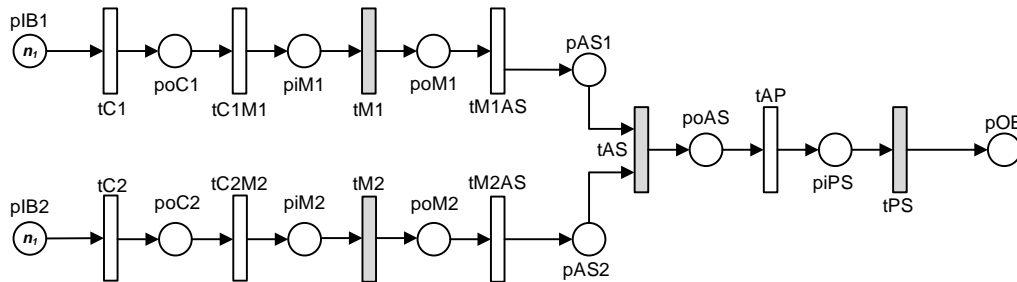 pIB1
n1
tC1
poC1
tC1M1
piM1
tM1
poM1
tM1AS
pAS1
tAS
poAS
tAP
piPS
tPS
pOB
pIB2
n1
tC2
poC2
tC2M2
piM2
tM2
poM2
tM2AS
pAS2